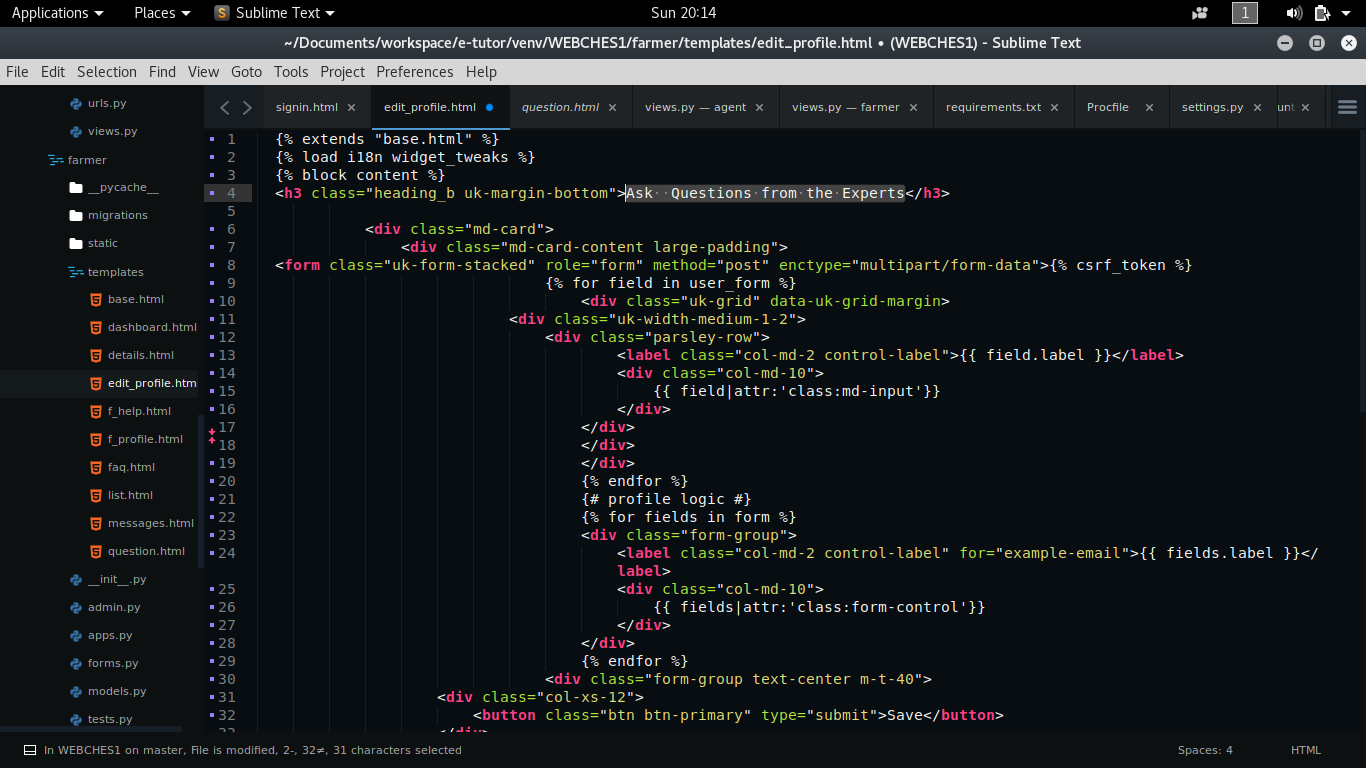 Applications Places Sublime Text Sun 20:14 1
~/Documents/workspace/e-tutor/venv/WEBCHES1/farmer/templates/edit_profile.html • (WEBCHES1) - Sublime Text
File Edit Selection Find View Goto Tools Project Preferences Help
urls.py
views.py
farmer
__pycache__
migrations
static
templates
base.html
dashboard.html
details.html
edit_profile.htm
f_help.html
f_profile.html
faq.html
list.html
messages.html
question.html
__init__.py
admin.py
apps.py
forms.py
models.py
tests.py
signin.html × edit_profile.html question.html × views.py — agent × views.py — farmer × requirements.txt × Procfile × settings.py × unt ×
1 {% extends "base.html" %}
2 {% load i18n widget_tweaks %}
3 {% block content %}
4 <h3 class="heading_b uk-margin-bottom">Ask  Questions from the Experts</h3>
5
6 <div class="md-card">
7 <div class="md-card-content large-padding">
8 <form class="uk-form-stacked" role="form" method="post" enctype="multipart/form-data">{% csrf_token %}
9 {% for field in user_form %}
10 <div class="uk-grid" data-uk-grid-margin>
11 <div class="uk-width-medium-1-2">
12 <div class="parsley-row">
13 <label class="col-md-2 control-label">{{ field.label }}</label>
14 <div class="col-md-10">
15 {{ field|attr:'class:md-input'}}
16 </div>
17 </div>
18 </div>
19 </div>
20 {% endfor %}
21 {# profile logic #}
22 {% for fields in form %}
23 <div class="form-group">
24 <label class="col-md-2 control-label" for="example-email">{{ fields.label }}</
label>
25 <div class="col-md-10">
26 {{ fields|attr:'class:form-control'}}
27 </div>
28 </div>
29 {% endfor %}
30 <div class="form-group text-center m-t-40">
31 <div class="col-xs-12">
32 <button class="btn btn-primary" type="submit">Save</button>
33 </div>
In WEBCHES1 on master, File is modified, 2-, 32≠, 31 characters selected Spaces: 4 HTML